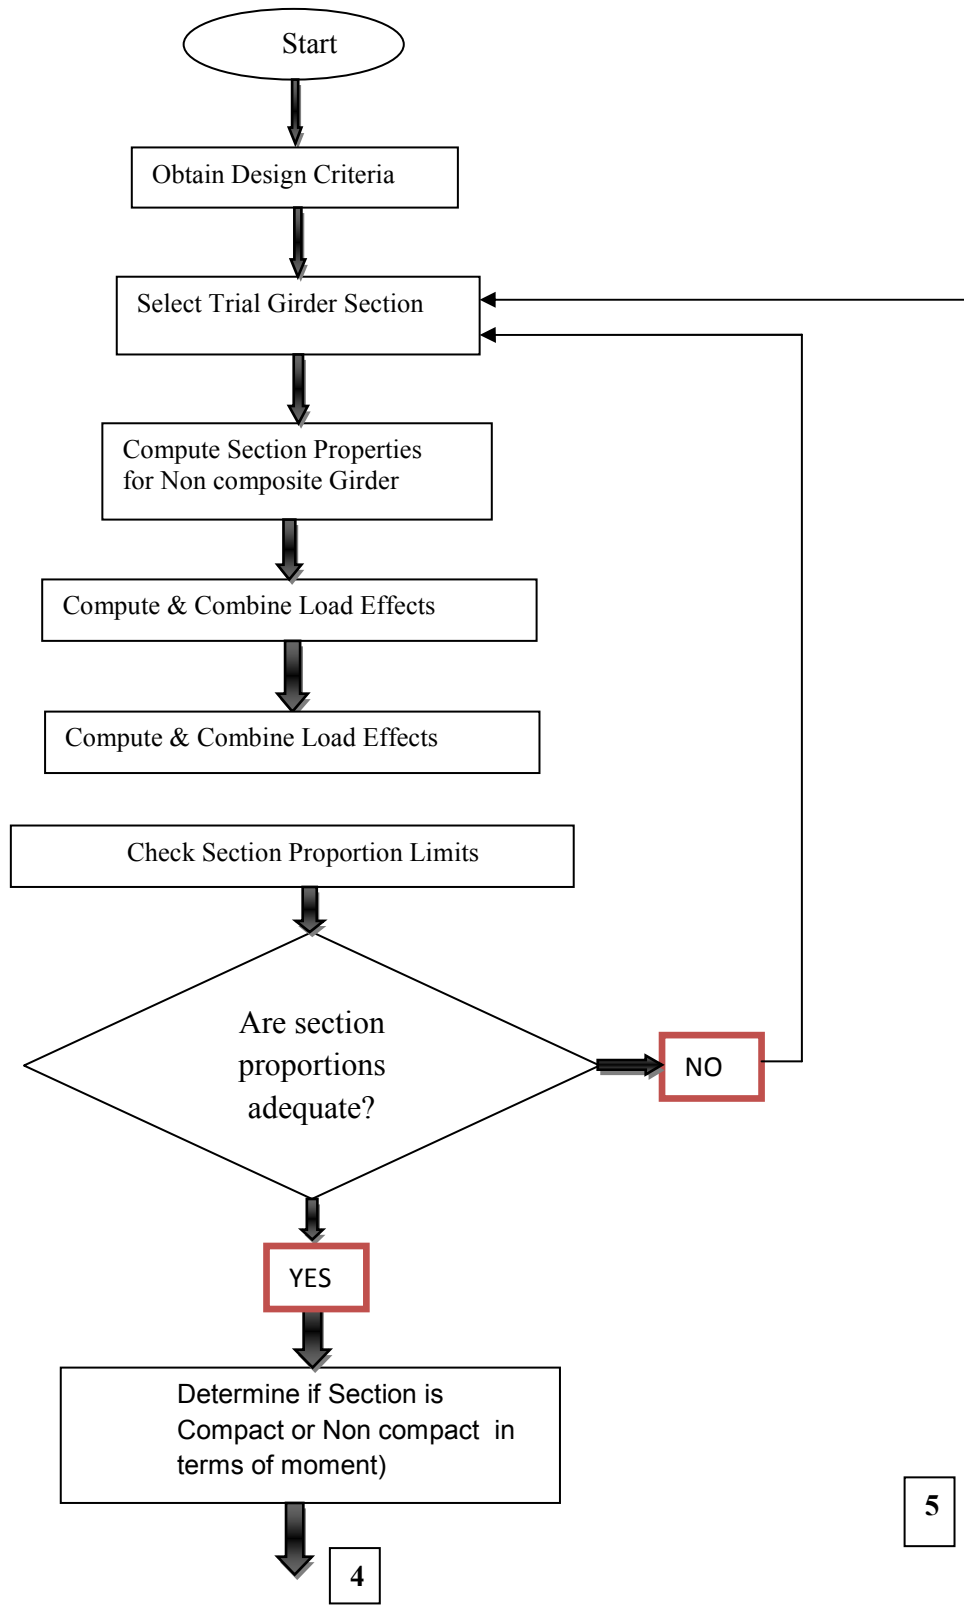 Start
Obtain Design Criteria
Select Trial Girder Section
Compute Section Properties
for Non composite Girder
Compute & Combine Load Effects
Compute & Combine Load Effects
Check Section Proportion Limits
Are section
proportions
adequate?
NO
YES
Determine if Section is
Compact or Non compact  in
terms of moment)
5
4